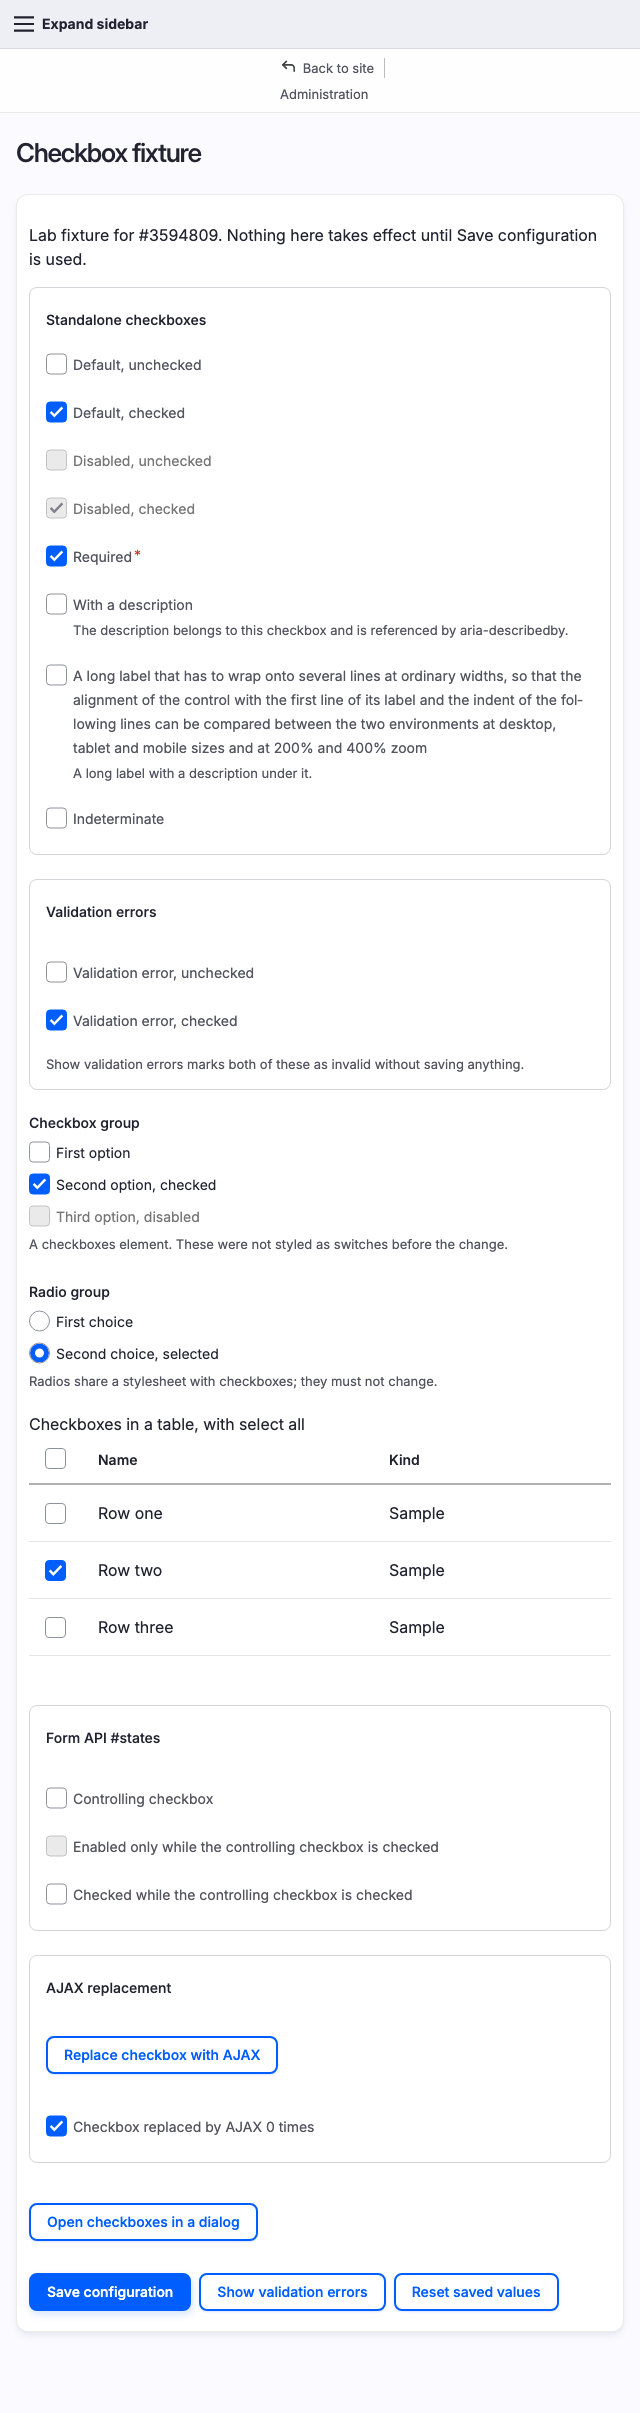 Expand sidebar
Back to site
Administration
Checkbox fixture
Lab fixture for #3594809. Nothing here takes effect until Save configuration
is used.
Standalone checkboxes
Default, unchecked
Default, checked
Disabled, unchecked
Disabled, checked
Required*
With a description
The description belongs to this checkbox and is referenced by aria-describedby.
A long label that has to wrap onto several lines at ordinary widths, so that the
alignment of the control with the first line of its label and the indent of the fol-
lowing lines can be compared between the two environments at desktop,
tablet and mobile sizes and at 200% and 400% zoom
A long label with a description under it.
Indeterminate
Validation errors
Validation error, unchecked
Validation error, checked
Show validation errors marks both of these as invalid without saving anything.
Checkbox group
First option
Second option, checked
Third option, disabled
A checkboxes element. These were not styled as switches before the change.
Radio group
First choice
Second choice, selected
Radios share a stylesheet with checkboxes; they must not change.
Checkboxes in a table, with select all
Name Kind
Row one Sample
Row two Sample
Row three Sample
Form API #states
Controlling checkbox
Enabled only while the controlling checkbox is checked
Checked while the controlling checkbox is checked
AJAX replacement
Replace checkbox with AJAX
Checkbox replaced by AJAX 0 times
Open checkboxes in a dialog
Save configuration Show validation errors Reset saved values